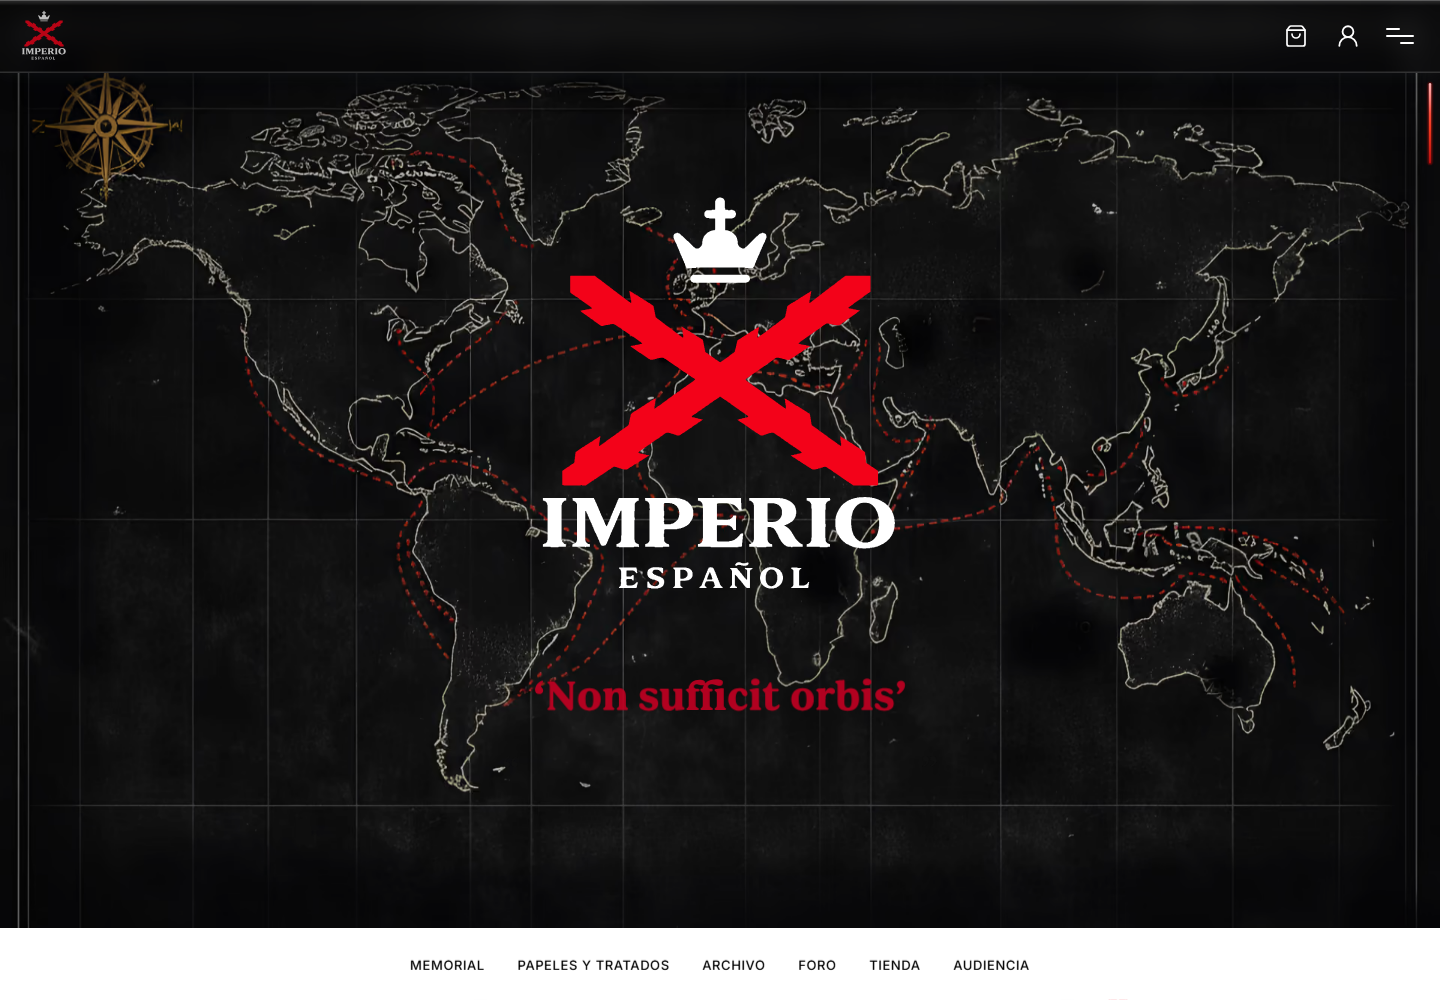 IMPERIO
ESPAÑOL
N W
IMPERIO
ESPAÑOL
‘Non sufficit orbis’
MEMORIAL PAPELES Y TRATADOS ARCHIVO FORO TIENDA AUDIENCIA